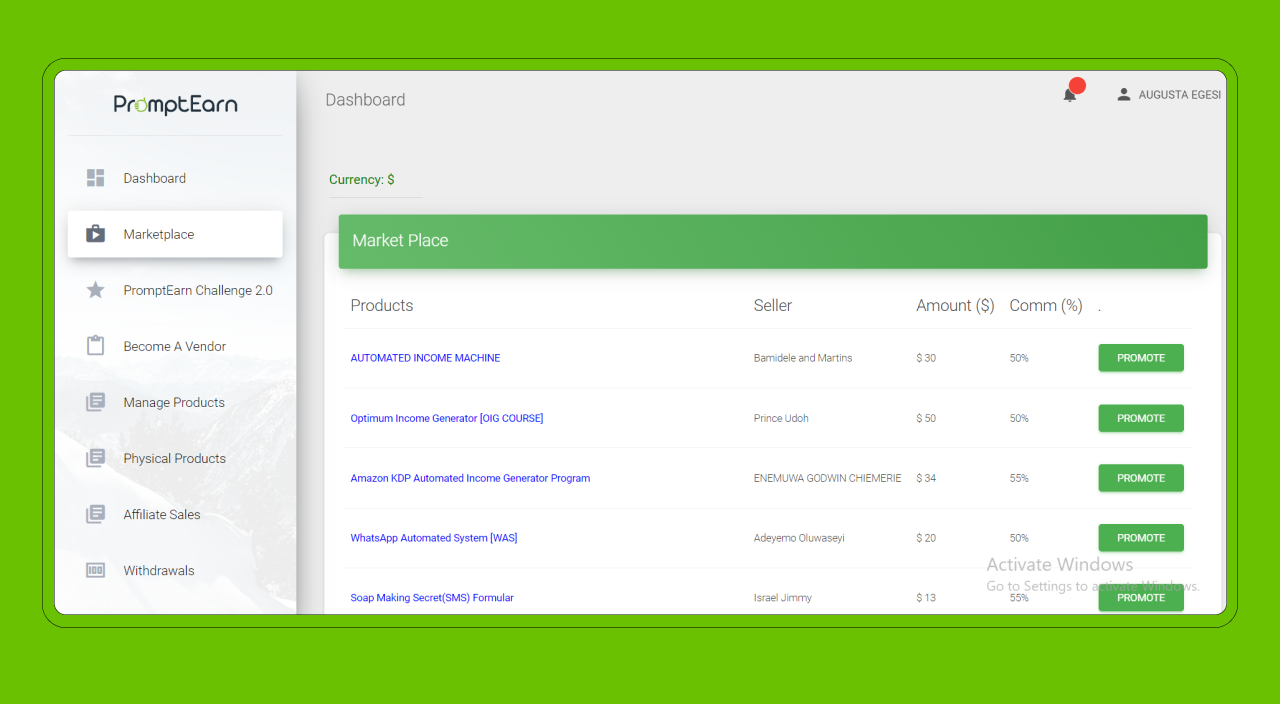 PromptEarn
Dashboard
Marketplace
PromptEarn Challenge 2.0
Become A Vendor
Manage Products
Physical Products
Affiliate Sales
Withdrawals
Dashboard
AUGUSTA EGESI
Currency: $
Market Place
Products Seller Amount ($) Comm (%) .
AUTOMATED INCOME MACHINE Bamidele and Martins $ 30 50% PROMOTE
Optimum Income Generator [OIG COURSE] Prince Udoh $ 50 50% PROMOTE
Amazon KDP Automated Income Generator Program ENEMUWA GODWIN CHIEMERIE $ 34 55% PROMOTE
WhatsApp Automated System [WAS] Adeyemo Oluwaseyi $ 20 50% PROMOTE
Soap Making Secret(SMS) Formular Israel Jimmy $ 13 55% PROMOTE
Activate Windows
Go to Settings to activate Windows.